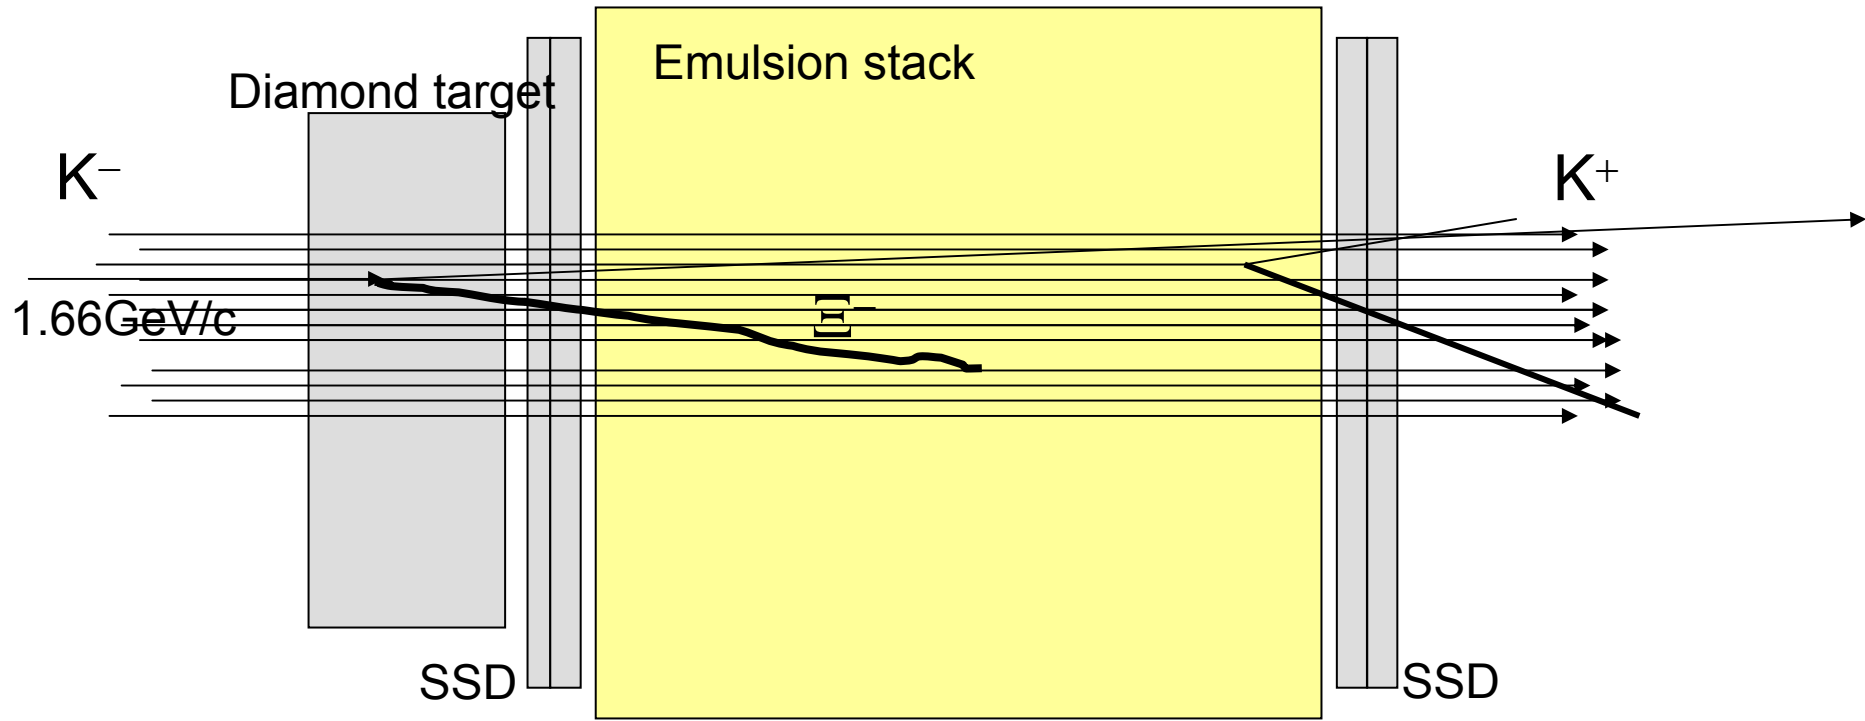 Emulsion stack
Diamond target
K⁻
K⁺
1.66GeV/c
Ξ⁻
SSD
SSD